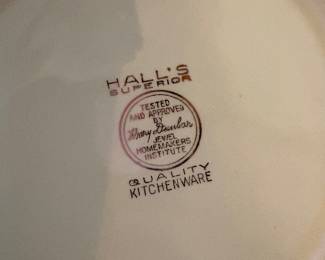 HALL'S
SUPERIOR
TESTED
AND APPROVED
BY
Mary Dunbar
JEWEL
HOMEMAKERS
INSTITUTE
QUALITY
KITCHENWARE